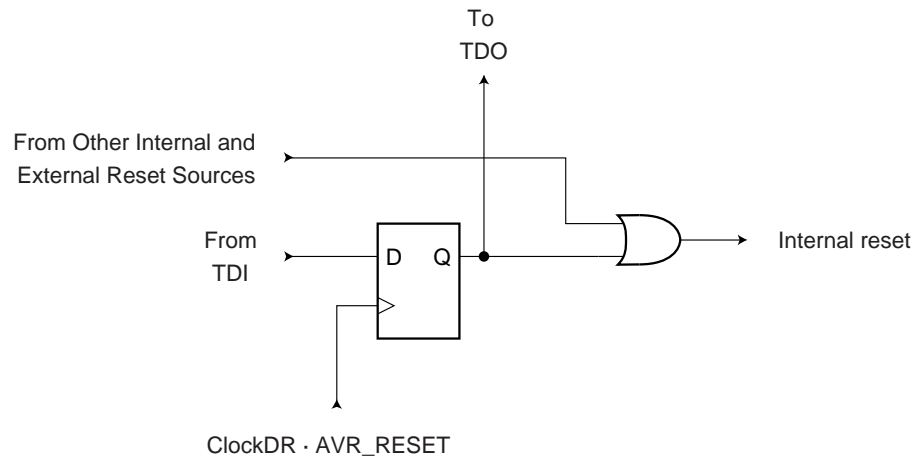 To
TDO
From Other Internal and
External Reset Sources
From
TDI
D Q
Internal reset
ClockDR · AVR_RESET